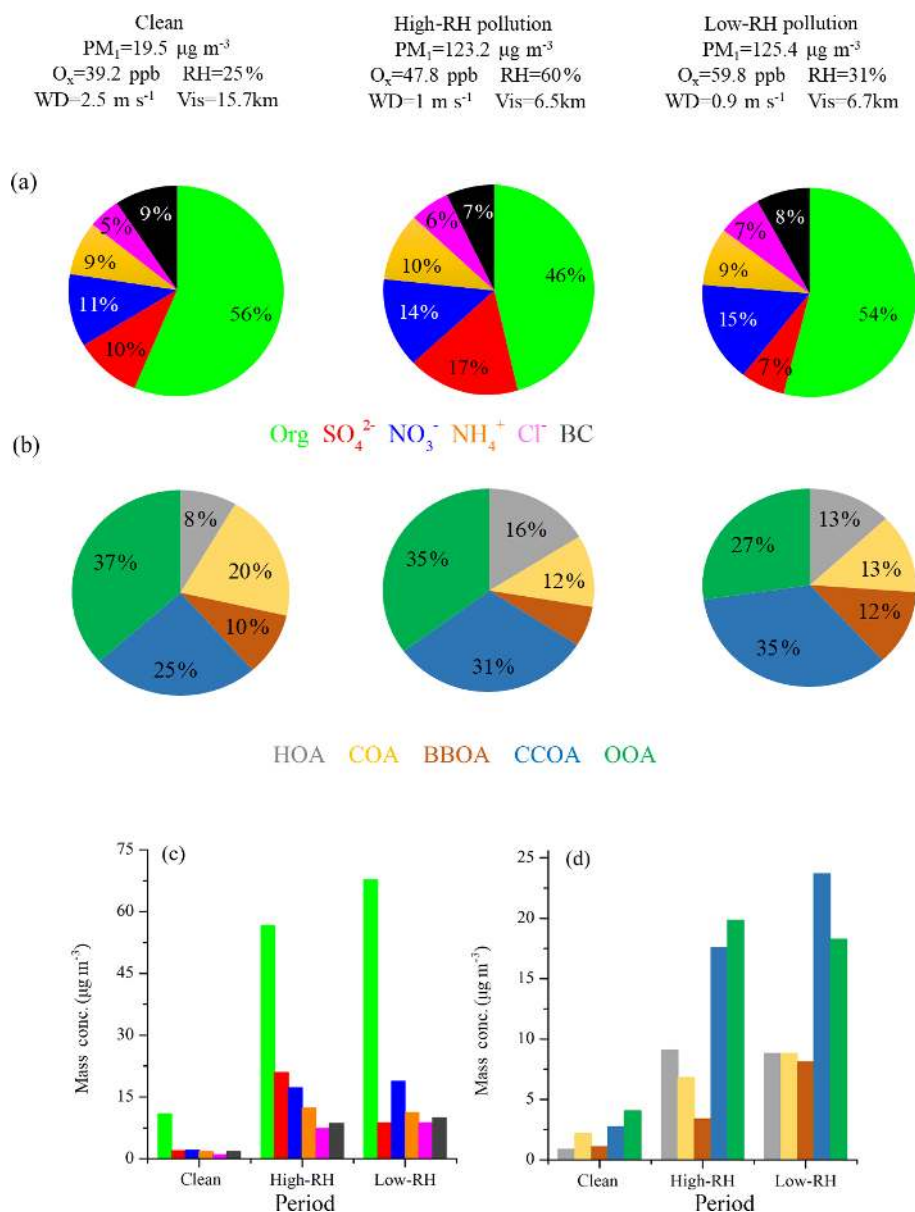 Clean High-RH pollution Low-RH pollution
PM₁=19.5 μg m⁻³ PM₁=123.2 μg m⁻³ PM₁=125.4 μg m⁻³
Oₓ=39.2 ppb RH=25% Oₓ=47.8 ppb RH=60% Oₓ=59.8 ppb RH=31%
WD=2.5 m s⁻¹ Vis=15.7km WD=1 m s⁻¹ Vis=6.5km WD=0.9 m s⁻¹ Vis=6.7km
(a)
9% 5% 9% 11% 10% 56%
7% 6% 10% 14% 17% 46%
8% 7% 9% 15% 7% 54%
Org SO₄²⁻ NO₃⁻ NH₄⁺ Cl⁻ BC
(b)
8% 20% 10% 25% 37%
16% 12% 31% 35%
13% 13% 12% 35% 27%
HOA COA BBOA CCOA OOA
(c)
Mass conc. (μg m⁻³)
75
60
45
30
15
0
Clean High-RH Low-RH
Period
(d)
Mass conc. (μg m⁻³)
25
20
15
10
5
0
Clean High-RH Low-RH
Period